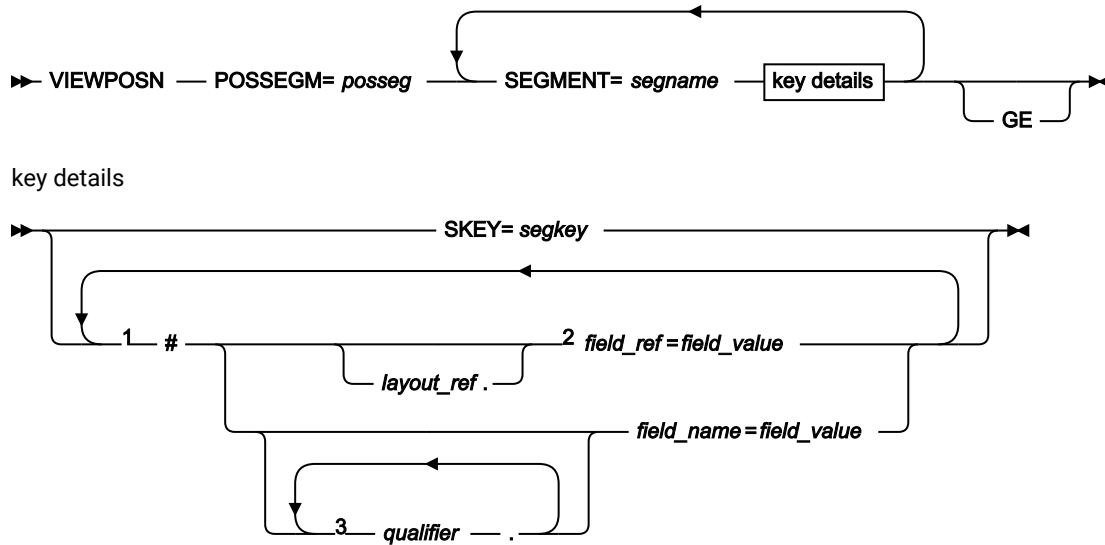 VIEWPOSN POSSEGM= posseg SEGMENT= segname key details
GE
key details
SKEY= segkey
1 # 2 field_ref =field_value
layout_ref .
field_name =field_value
3 qualifier .